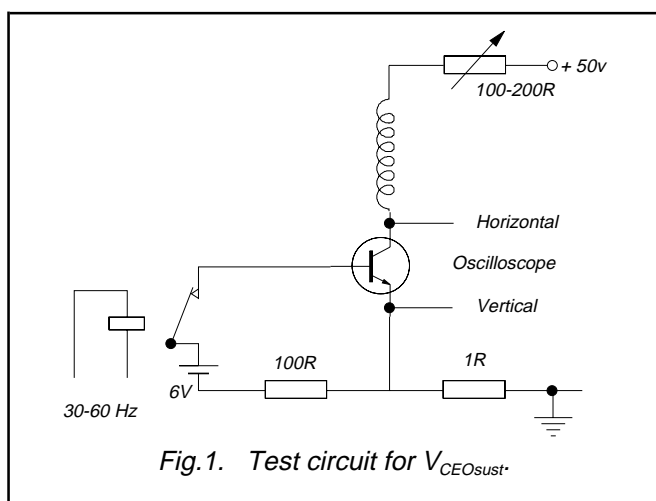 + 50v
100-200R
Horizontal
Oscilloscope
Vertical
100R
1R
6V
30-60 Hz
Fig.1. Test circuit for VCEOsust.